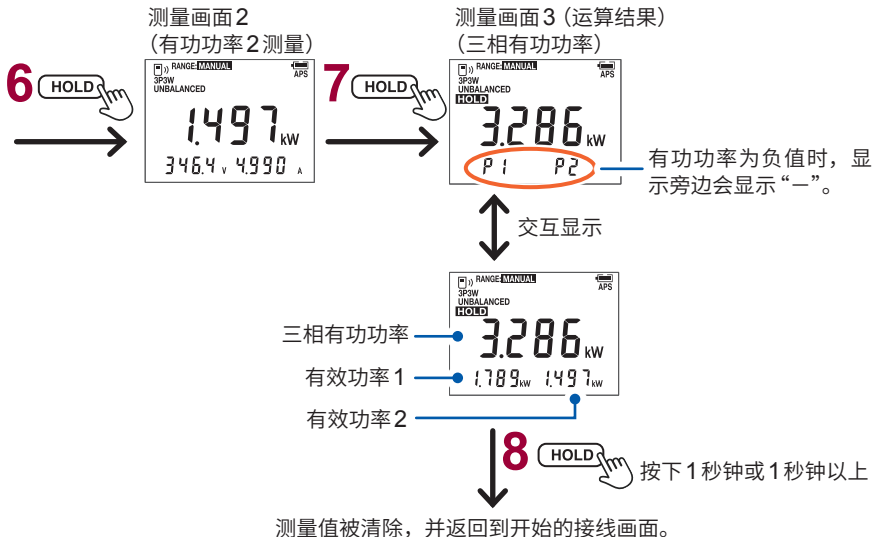 测量画面2
（有功功率2测量）
测量画面3（运算结果）
（三相有功功率）
6 HOLD
RANGE:MANUAL
APS
3P3W
UNBALANCED
1.497 kW
346.4 V 4.990 A
7 HOLD
RANGE:MANUAL
APS
3P3W
UNBALANCED
HOLD
3.286 kW
P1 P2
有功功率为负值时，显
示旁边会显示“－”。
交互显示
RANGE:MANUAL
APS
3P3W
UNBALANCED
HOLD
三相有功功率
3.286 kW
有效功率1
1.789 kW 1.497 kW
有效功率2
8 HOLD
按下1秒钟或1秒钟以上
测量值被清除，并返回到开始的接线画面。